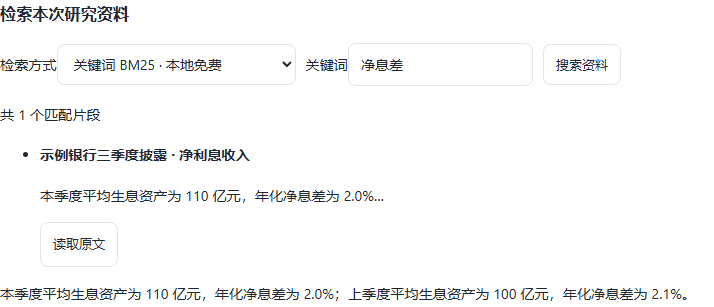 检索本次研究资料
检索方式 关键词 BM25 · 本地免费 关键词 净息差 搜索资料
共 1 个匹配片段
示例银行三季度披露 · 净利息收入
本季度平均生息资产为 110 亿元，年化净息差为 2.0%...
读取原文
本季度平均生息资产为 110 亿元，年化净息差为 2.0%；上季度平均生息资产为 100 亿元，年化净息差为 2.1%。